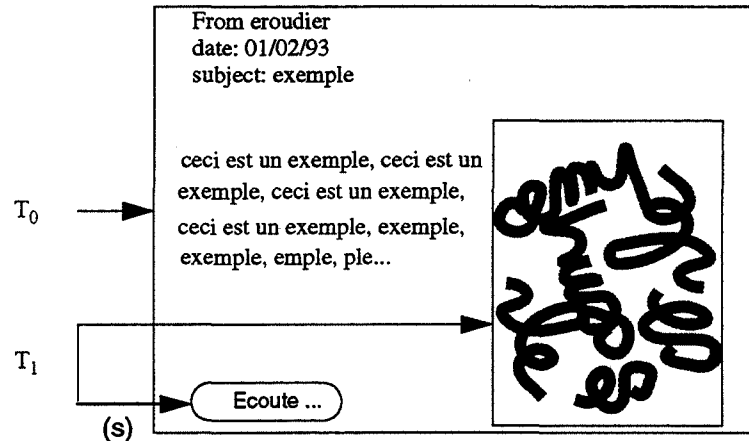 From eroudier
date: 01/02/93
subject: exemple
ceci est un exemple, ceci est un
exemple, ceci est un exemple,
ceci est un exemple, exemple,
exemple, emple, ple...
T₀
T₁
Ecoute ...
(s)